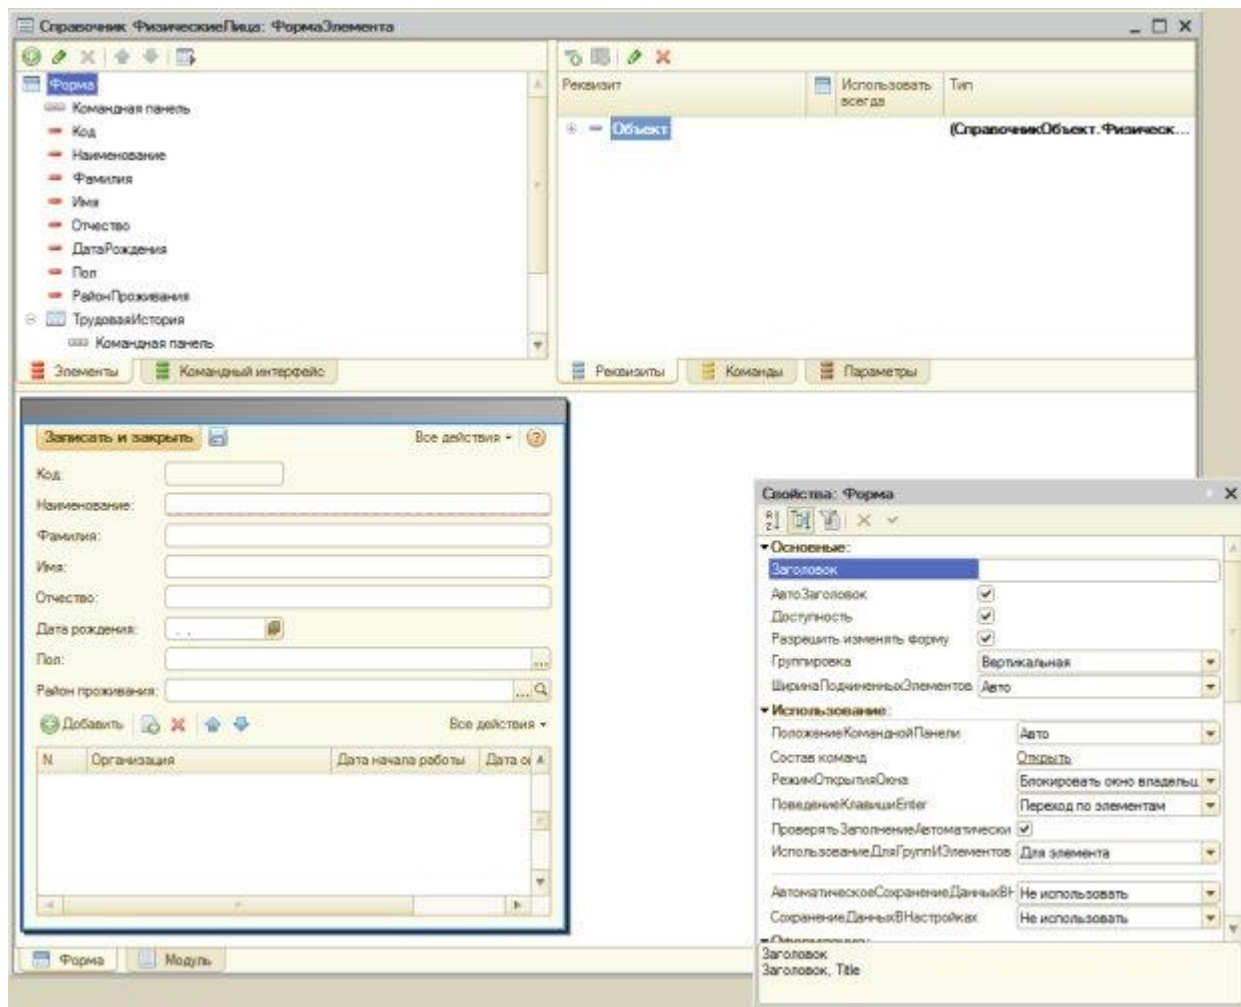 Справочник ФизическиеЛица: ФормаЭлемента
Форма
Командная панель
Код
Наименование
Фамилия
Имя
Отчество
ДатаРождения
Пол
РайонПроживания
ТрудоваяИстория
Командная панель
Элементы
Командный интерфейс
Реквизит
Использовать всегда
Тип
Объект
(СправочникОбъект.Физическ...
Реквизиты
Команды
Параметры
Записать и закрыть
Все действия
Код:
Наименование:
Фамилия:
Имя:
Отчество:
Дата рождения:
. .
Пол:
...
Район проживания:
...
Добавить
Все действия
N
Организация
Дата начала работы
Дата о
Форма
Модуль
Свойства: Форма
Основные:
Заголовок
АвтоЗаголовок
Доступность
Разрешить изменять форму
Группировка
Вертикальная
ШиринаПодчиненныхЭлементов
Авто
Использование:
ПоложениеКоманднойПанели
Авто
Состав команд
Открыть
РежимОткрытияОкна
Блокировать окно владельц
ПоведениеКлавишиEnter
Переход по элементам
ПроверятьЗаполнениеАвтоматически
ИспользованиеДляГруппИЭлементов
Для элемента
АвтоматическоеСохранениеДанныхВН
Не использовать
СохранениеДанныхВНастройках
Не использовать
Заголовок
Заголовок, Title